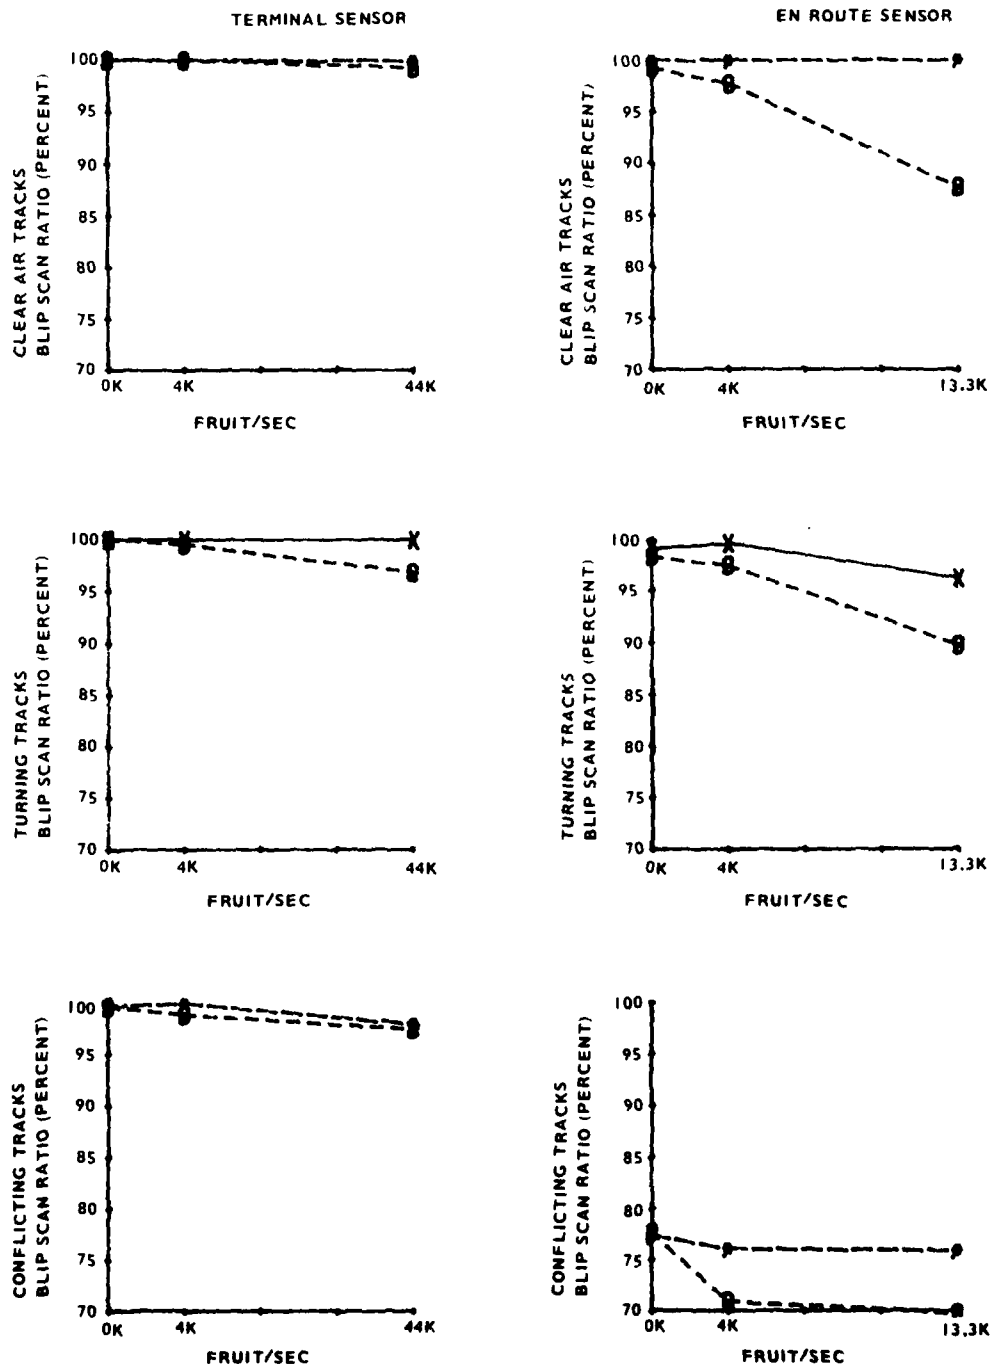 TERMINAL SENSOR
EN ROUTE SENSOR
CLEAR AIR TRACKS
BLIP SCAN RATIO (PERCENT)
100
95
90
85
80
75
70
0K 4K 44K
FRUIT/SEC
CLEAR AIR TRACKS
BLIP SCAN RATIO (PERCENT)
100
95
90
85
80
75
70
0K 4K 13.3K
FRUIT/SEC
TURNING TRACKS
BLIP SCAN RATIO (PERCENT)
100
95
90
85
80
75
70
0K 4K 44K
FRUIT/SEC
TURNING TRACKS
BLIP SCAN RATIO (PERCENT)
100
95
90
85
80
75
70
0K 4K 13.3K
FRUIT/SEC
CONFLICTING TRACKS
BLIP SCAN RATIO (PERCENT)
100
95
90
85
80
75
70
0K 4K 44K
FRUIT/SEC
CONFLICTING TRACKS
BLIP SCAN RATIO (PERCENT)
100
95
90
85
80
75
70
0K 4K 13.3K
FRUIT/SEC